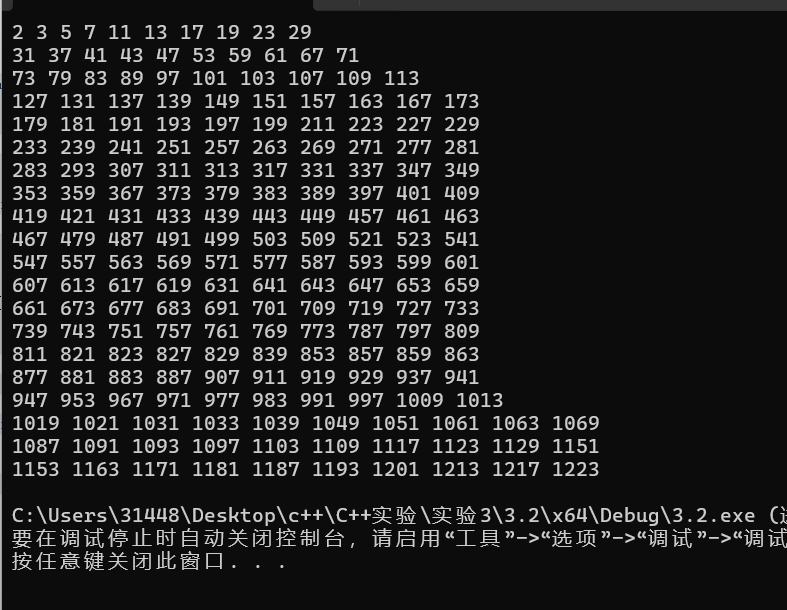 2 3 5 7 11 13 17 19 23 29
31 37 41 43 47 53 59 61 67 71
73 79 83 89 97 101 103 107 109 113
127 131 137 139 149 151 157 163 167 173
179 181 191 193 197 199 211 223 227 229
233 239 241 251 257 263 269 271 277 281
283 293 307 311 313 317 331 337 347 349
353 359 367 373 379 383 389 397 401 409
419 421 431 433 439 443 449 457 461 463
467 479 487 491 499 503 509 521 523 541
547 557 563 569 571 577 587 593 599 601
607 613 617 619 631 641 643 647 653 659
661 673 677 683 691 701 709 719 727 733
739 743 751 757 761 769 773 787 797 809
811 821 823 827 829 839 853 857 859 863
877 881 883 887 907 911 919 929 937 941
947 953 967 971 977 983 991 997 1009 1013
1019 1021 1031 1033 1039 1049 1051 1061 1063 1069
1087 1091 1093 1097 1103 1109 1117 1123 1129 1151
1153 1163 1171 1181 1187 1193 1201 1213 1217 1223
C:\Users\31448\Desktop\c++\C++实验\实验3\3.2\x64\Debug\3.2.exe (
要在调试停止时自动关闭控制台, 请启用“工具”->“选项”->“调试”->“调试
按任意键关闭此窗口. . .